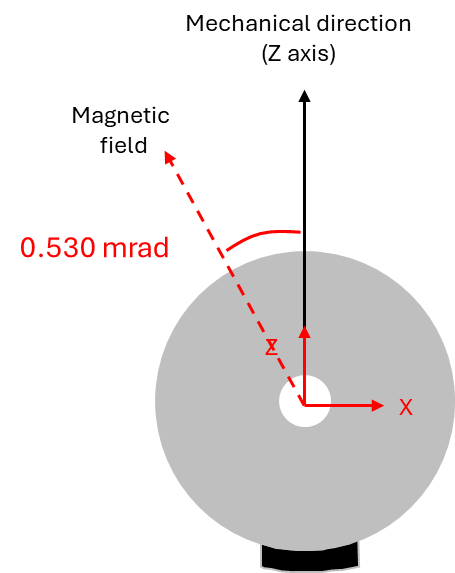 Mechanical direction
(Z axis)
Magnetic
field
0.530 mrad
Z
X